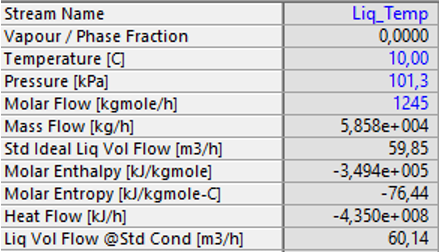 Stream Name Liq_Temp
Vapour / Phase Fraction 0,0000
Temperature [C] 10,00
Pressure [kPa] 101,3
Molar Flow [kgmole/h] 1245
Mass Flow [kg/h] 5,858e+004
Std Ideal Liq Vol Flow [m3/h] 59,85
Molar Enthalpy [kJ/kgmole] -3,494e+005
Molar Entropy [kJ/kgmole-C] -76,44
Heat Flow [kJ/h] -4,350e+008
Liq Vol Flow @Std Cond [m3/h] 60,14